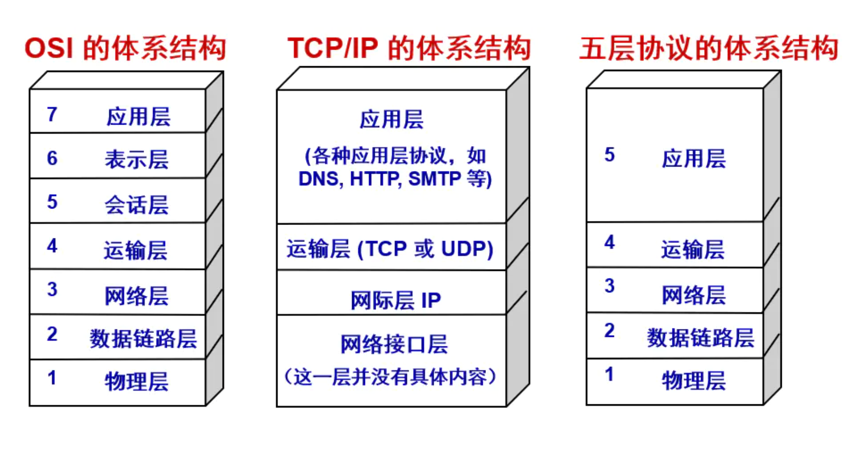 OSI 的体系结构
7 应用层
6 表示层
5 会话层
4 运输层
3 网络层
2 数据链路层
1 物理层
TCP/IP 的体系结构
应用层
(各种应用层协议，如
DNS, HTTP, SMTP 等)
运输层 (TCP 或 UDP)
网际层 IP
网络接口层
（这一层并没有具体内容）
五层协议的体系结构
5 应用层
4 运输层
3 网络层
2 数据链路层
1 物理层